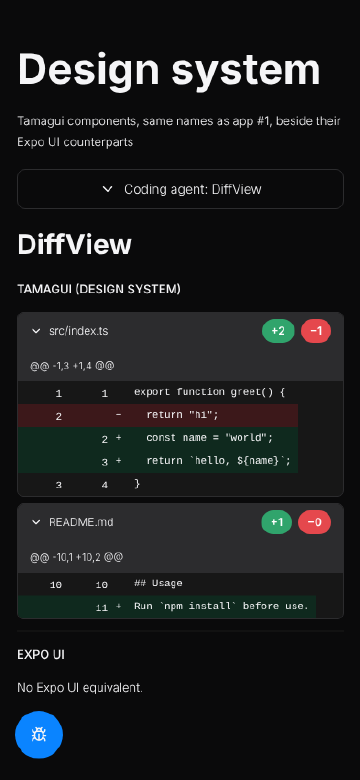 Design system
Tamagui components, same names as app #1, beside their
Expo UI counterparts
Coding agent: DiffView
DiffView
TAMAGUI (DESIGN SYSTEM)
src/index.ts +2 −1
@@ -1,3 +1,4 @@
1 1 export function greet() {
2 − return "hi";
2 + const name = "world";
3 + return `hello, ${name}`;
3 4 }
README.md +1 −0
@@ -10,1 +10,2 @@
10 10 ## Usage
11 + Run `npm install` before use.
EXPO UI
No Expo UI equivalent.